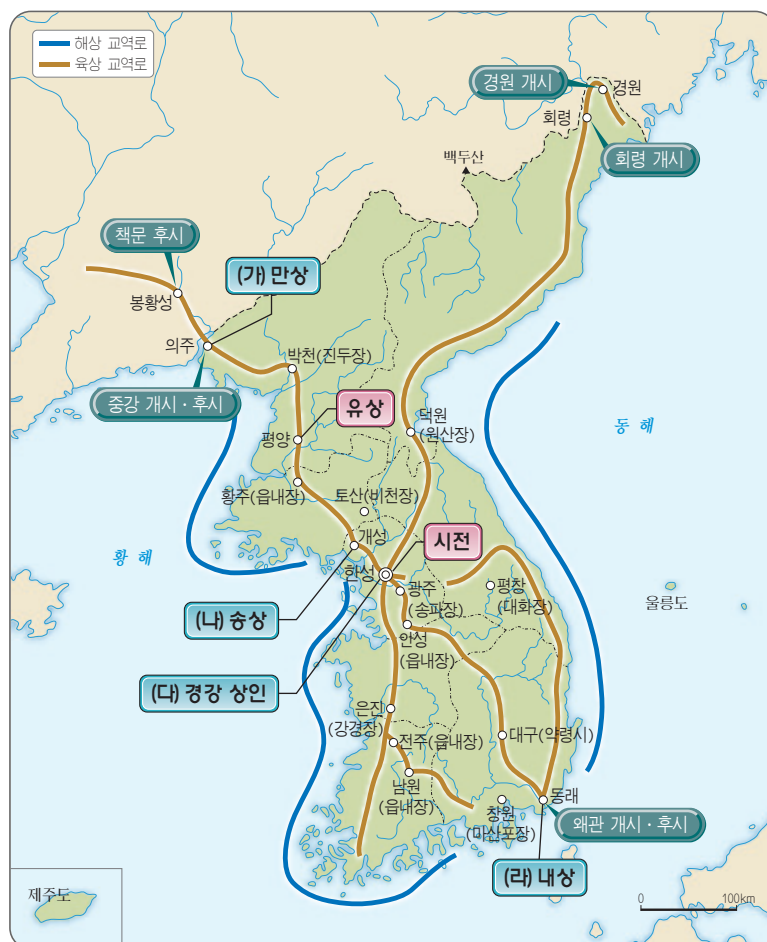 해상 교역로
육상 교역로
경원 개시
경원
회령
회령 개시
백두산
책문 후시
(가) 만상
봉황성
의주
박천(진두장)
중강 개시 · 후시
유상
덕원
(원산장)
동해
평양
황주(읍내장)
토산(비천장)
개성
시전
황해
한성
광주
(송파장)
평창
(대화장)
울릉도
(나) 송상
안성
(읍내장)
(다) 경강 상인
은진
(강경장)
전주(읍내장)
대구(약령시)
남원
(읍내장)
동래
창원
(마산포장)
왜관 개시 · 후시
(라) 내상
제주도
0
100km